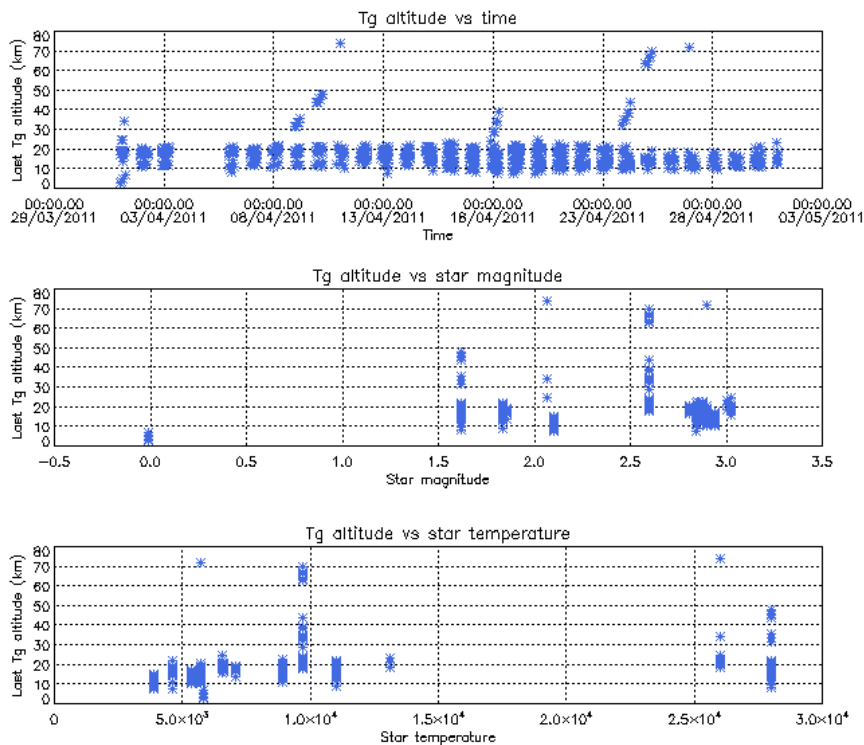 Tg altitude vs time
Last Tg altitude (km)
80
70
60
50
40
30
20
10
0
00:00.00 00:00.00 00:00.00 00:00.00 00:00.00 00:00.00 00:00.00 00:00.00
29/03/2011 03/04/2011 08/04/2011 13/04/2011 18/04/2011 23/04/2011 28/04/2011 03/05/2011
Time
Tg altitude vs star magnitude
Last Tg altitude (km)
80
70
60
50
40
30
20
10
0
-0.5 0.0 0.5 1.0 1.5 2.0 2.5 3.0 3.5
Star magnitude
Tg altitude vs star temperature
Last Tg altitude (km)
80
70
60
50
40
30
20
10
0
0 5.0×10³ 1.0×10⁴ 1.5×10⁴ 2.0×10⁴ 2.5×10⁴ 3.0×10⁴
Star temperature